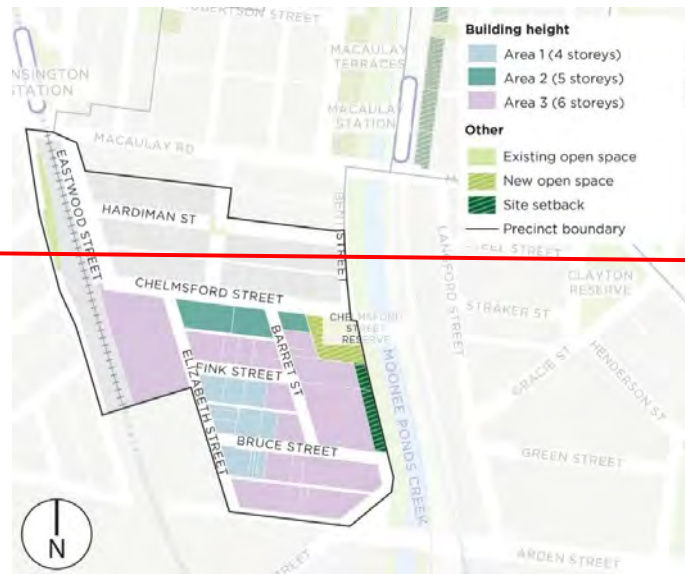 ROBERTSON STREET
MACAULAY
TERRACES
NSINGTON
STATION
MACAULAY
STATION
MACAULAY RD
EASTWOOD STREET
HARDIMAN ST
STREET
CHELMSFORD STREET
CHELMSFORD
STREET
RESERVE
BARRET ST
FINK STREET
ELIZABETH STREET
BRUCE STREET
MOONEE PONDS CREEK
LANGFORD STREET
STREET
CLAYTON
RESERVE
STRAKER ST
GRACIE ST
HENDERSON ST
GREEN STREET
ARDEN STREET
N
Building height
Area 1 (4 storeys)
Area 2 (5 storeys)
Area 3 (6 storeys)
Other
Existing open space
New open space
Site setback
Precinct boundary